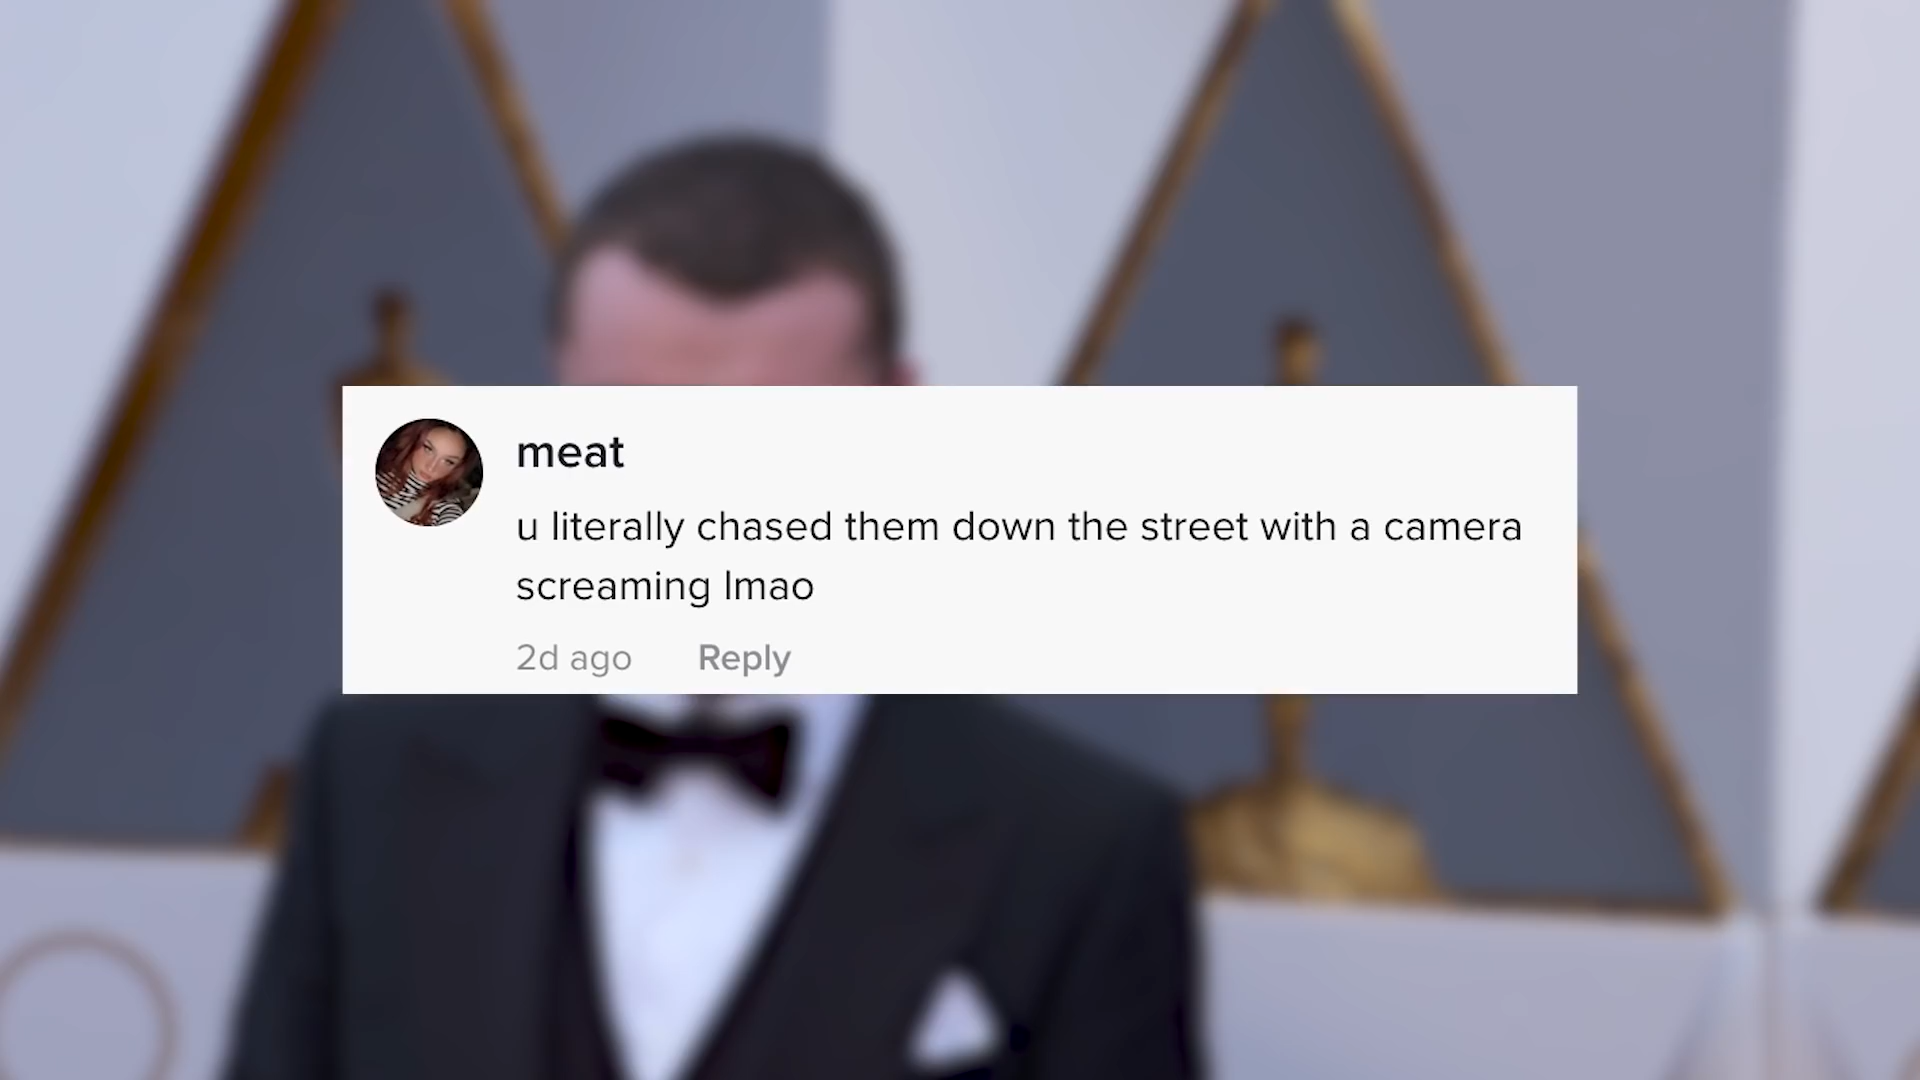 meat
u literally chased them down the street with a camera
screaming lmao
2d ago Reply